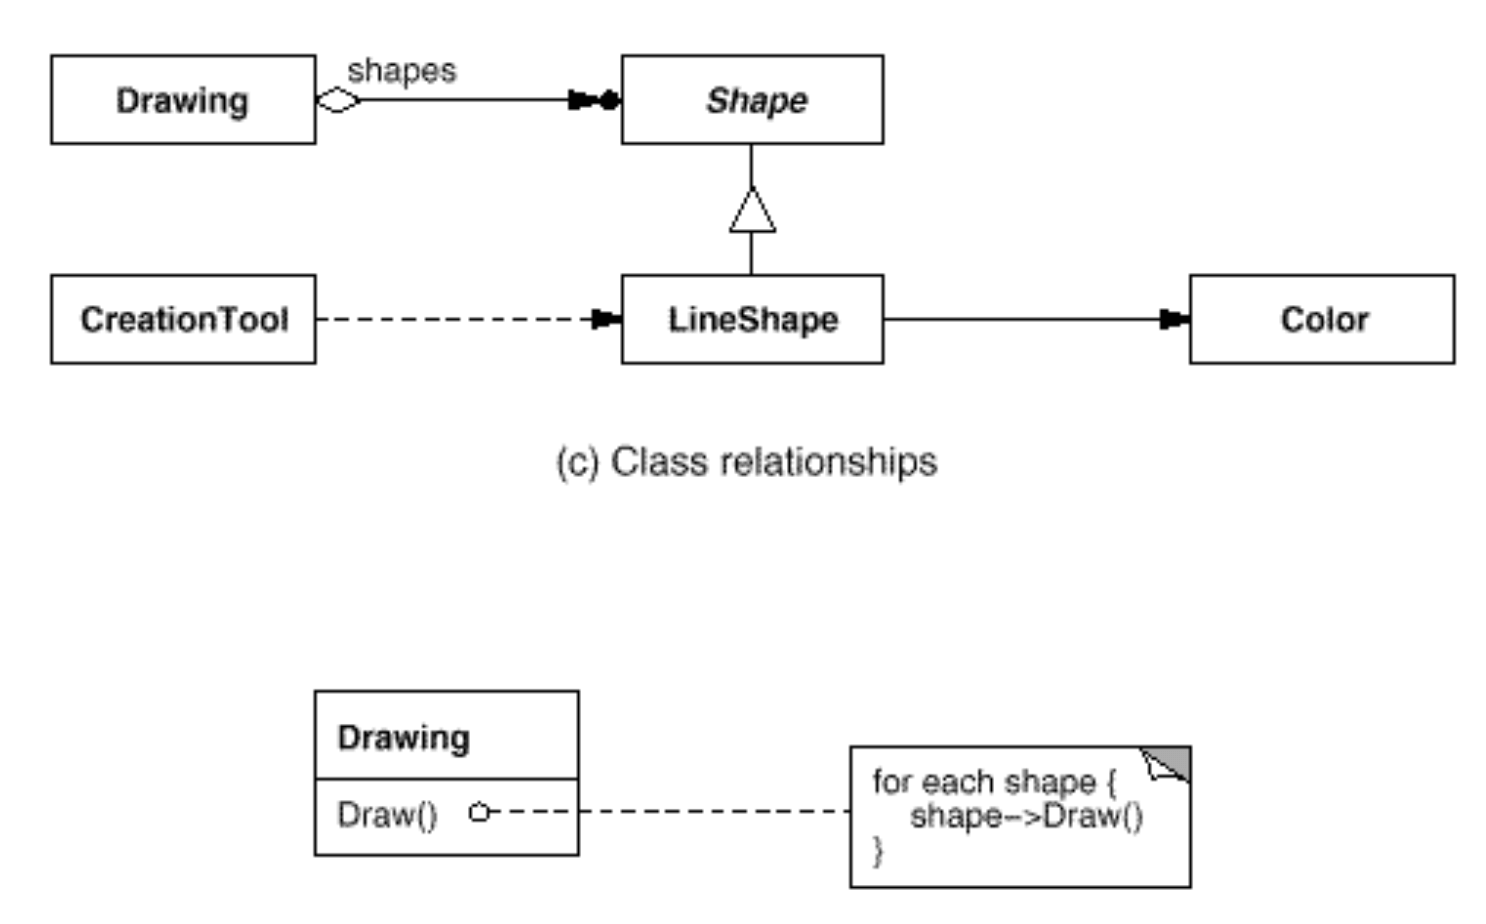 shapes
Drawing
Shape
CreationTool
LineShape
Color
(c) Class relationships
Drawing
Draw()
for each shape {
shape–>Draw()
}